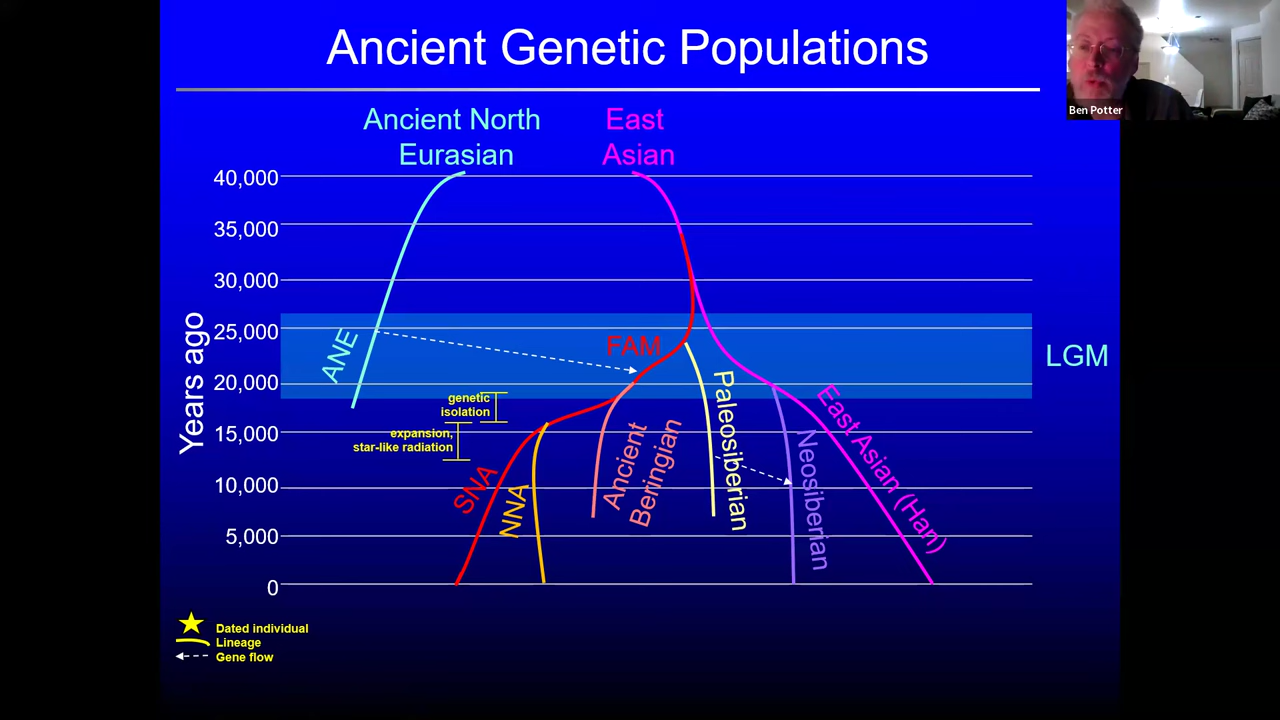 Ancient Genetic Populations
Ben Potter
Ancient North
Eurasian
East
Asian
40,000
35,000
30,000
25,000
20,000
15,000
10,000
5,000
0
Years ago
LGM
ANE
FAM
genetic
isolation
expansion,
star-like radiation
SNA
NNA
Ancient
Beringian
Paleosiberian
Neosiberian
East Asian (Han)
Dated individual
Lineage
Gene flow